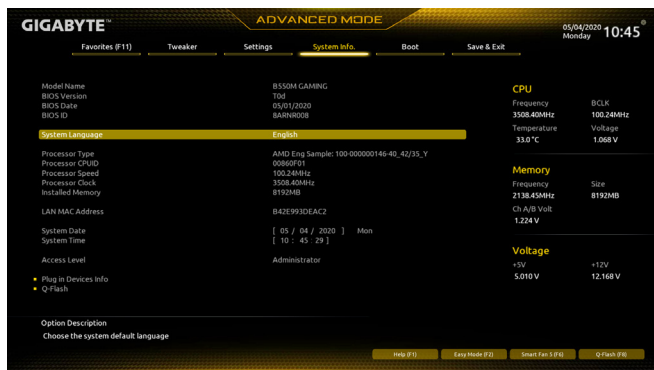 GIGABYTE™
ADVANCED MODE
05/04/2020
Monday
10:45
Favorites (F11) Tweaker Settings System Info. Boot Save & Exit
Model Name B550M GAMING
BIOS Version T0d
BIOS Date 05/01/2020
BIOS ID 8ARNR008
System Language English
Processor Type AMD Eng Sample: 100-000000146-40_42/35_Y
Processor CPUID 00860F01
Processor Speed 100.24MHz
Processor Clock 3508.40MHz
Installed Memory 8192MB
LAN MAC Address B42E993DEAC2
System Date [ 05 / 04 / 2020 ] Mon
System Time [ 10 : 45 : 29 ]
Access Level Administrator
Plug in Devices Info
Q-Flash
CPU
Frequency BCLK
3508.40MHz 100.24MHz
Temperature Voltage
33.0 °C 1.068 V
Memory
Frequency Size
2138.45MHz 8192MB
Ch A/B Volt
1.224 V
Voltage
+5V +12V
5.010 V 12.168 V
Option Description
Choose the system default language
Help (F1) Easy Mode (F2) Smart Fan 5 (F6) Q-Flash (F8)